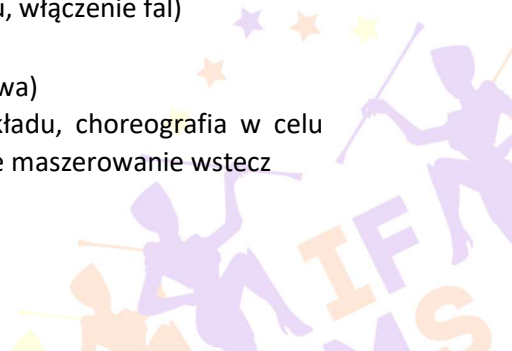 u, włączenie fal)
wa)
kładu, choreografia w celu
e maszerowanie wstecz
IF
MS